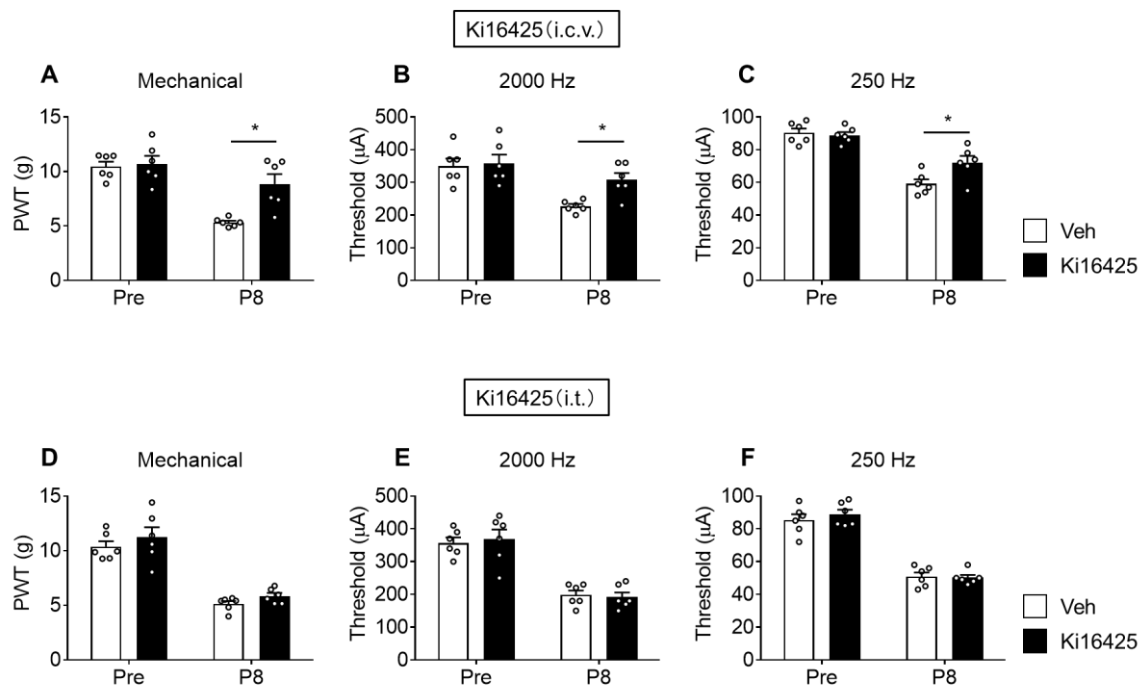 Ki16425(i.c.v.)
A Mechanical
B 2000 Hz
C 250 Hz
PWT (g)
15
10
5
0
Pre P8
*
Threshold (μA)
500
400
300
200
100
0
Pre P8
*
Threshold (μA)
100
80
60
40
20
0
Pre P8
*
Veh
Ki16425
Ki16425(i.t.)
D Mechanical
E 2000 Hz
F 250 Hz
PWT (g)
15
10
5
0
Pre P8
Threshold (μA)
500
400
300
200
100
0
Pre P8
Threshold (μA)
100
80
60
40
20
0
Pre P8
Veh
Ki16425